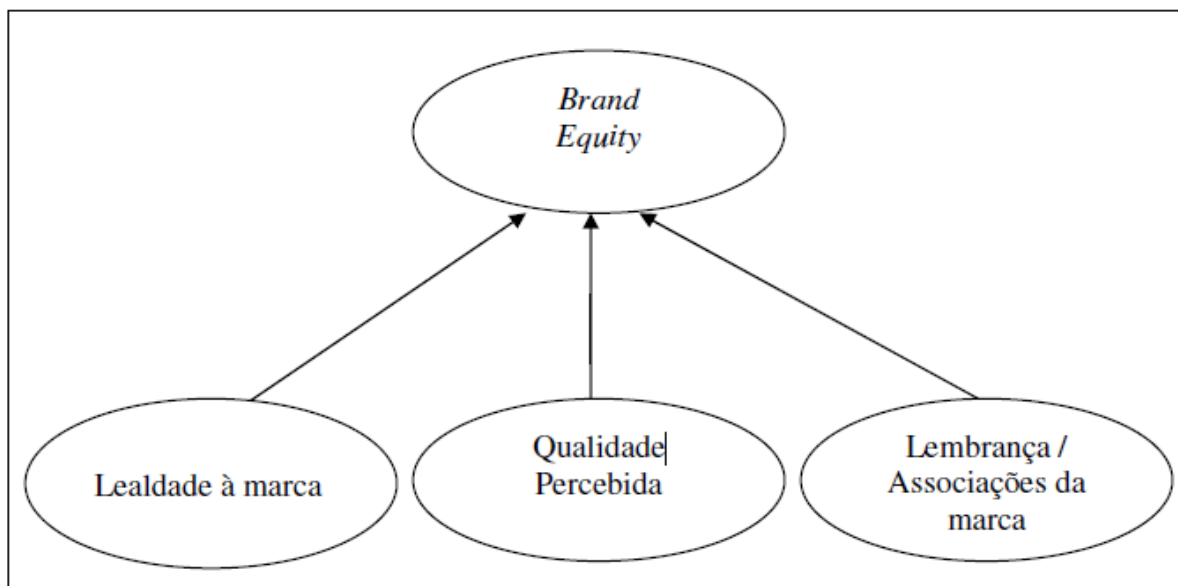 Brand
Equity
Lealdade à marca
Qualidade
Percebida
Lembrança /
Associações da
marca